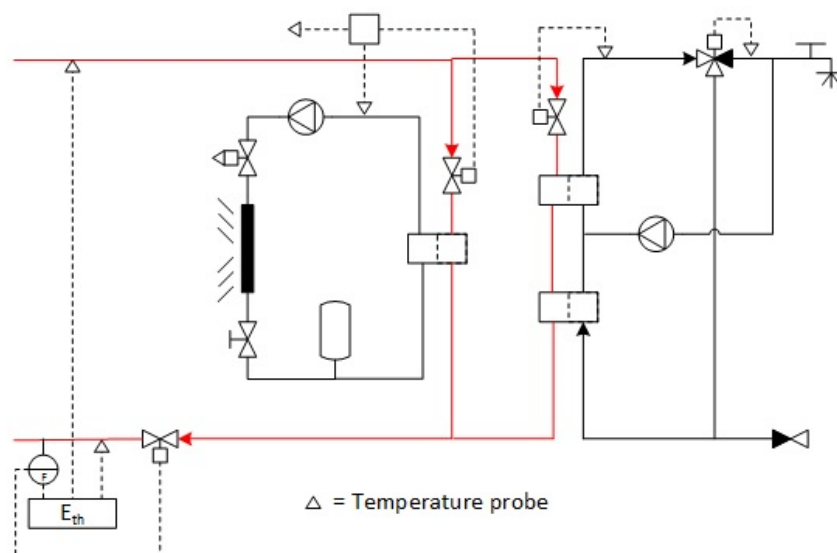 F
E_th
△ = Temperature probe